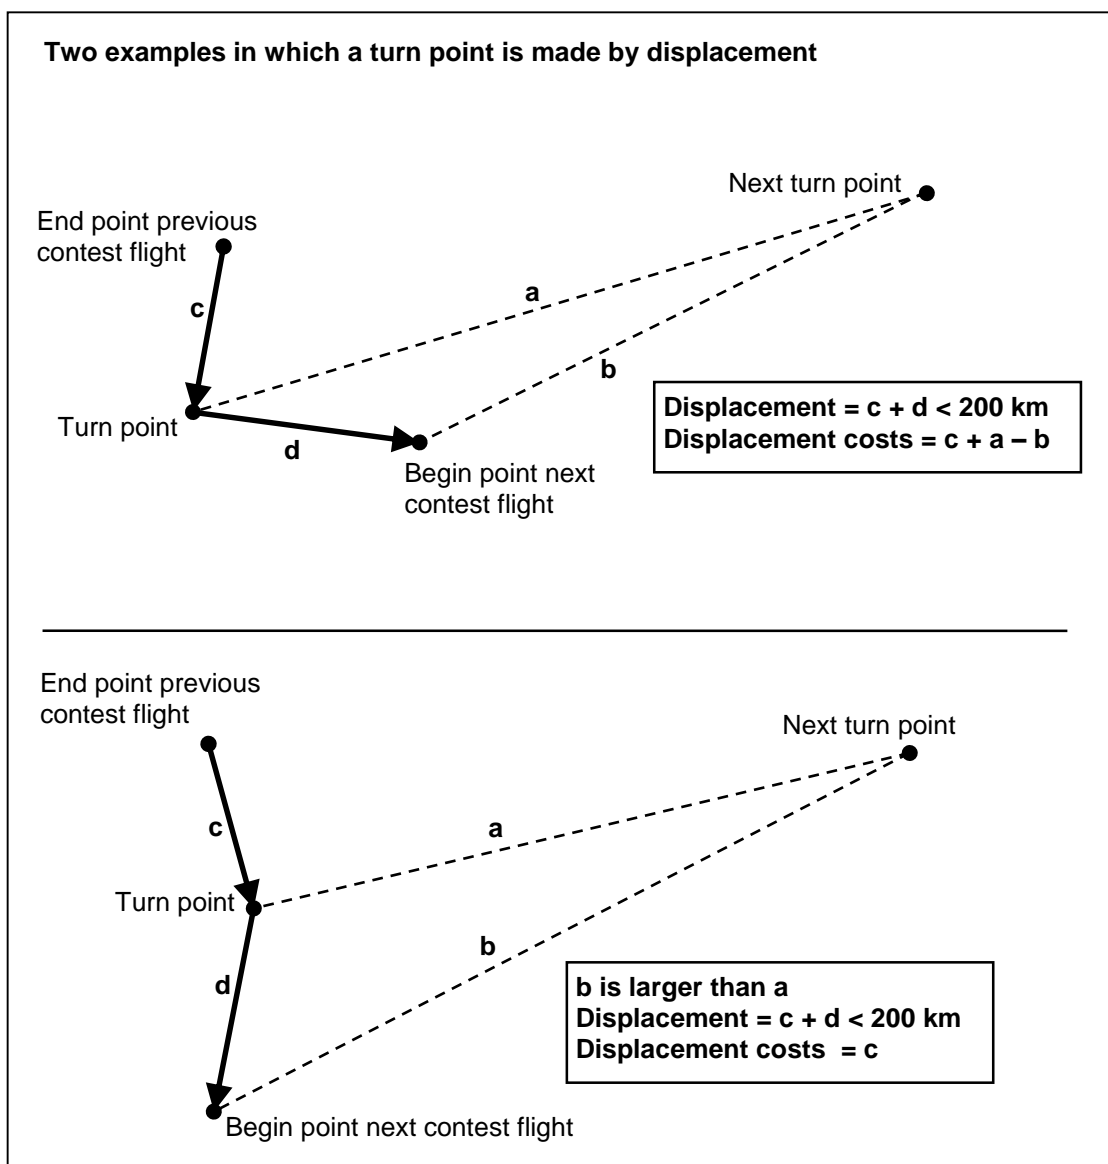 Two examples in which a turn point is made by displacement
Next turn point
End point previous
contest flight
a
c
b
Displacement = c + d < 200 km
Displacement costs = c + a – b
Turn point
d
Begin point next
contest flight
End point previous
contest flight
Next turn point
c
a
Turn point
b
d
b is larger than a
Displacement = c + d < 200 km
Displacement costs  = c
Begin point next contest flight